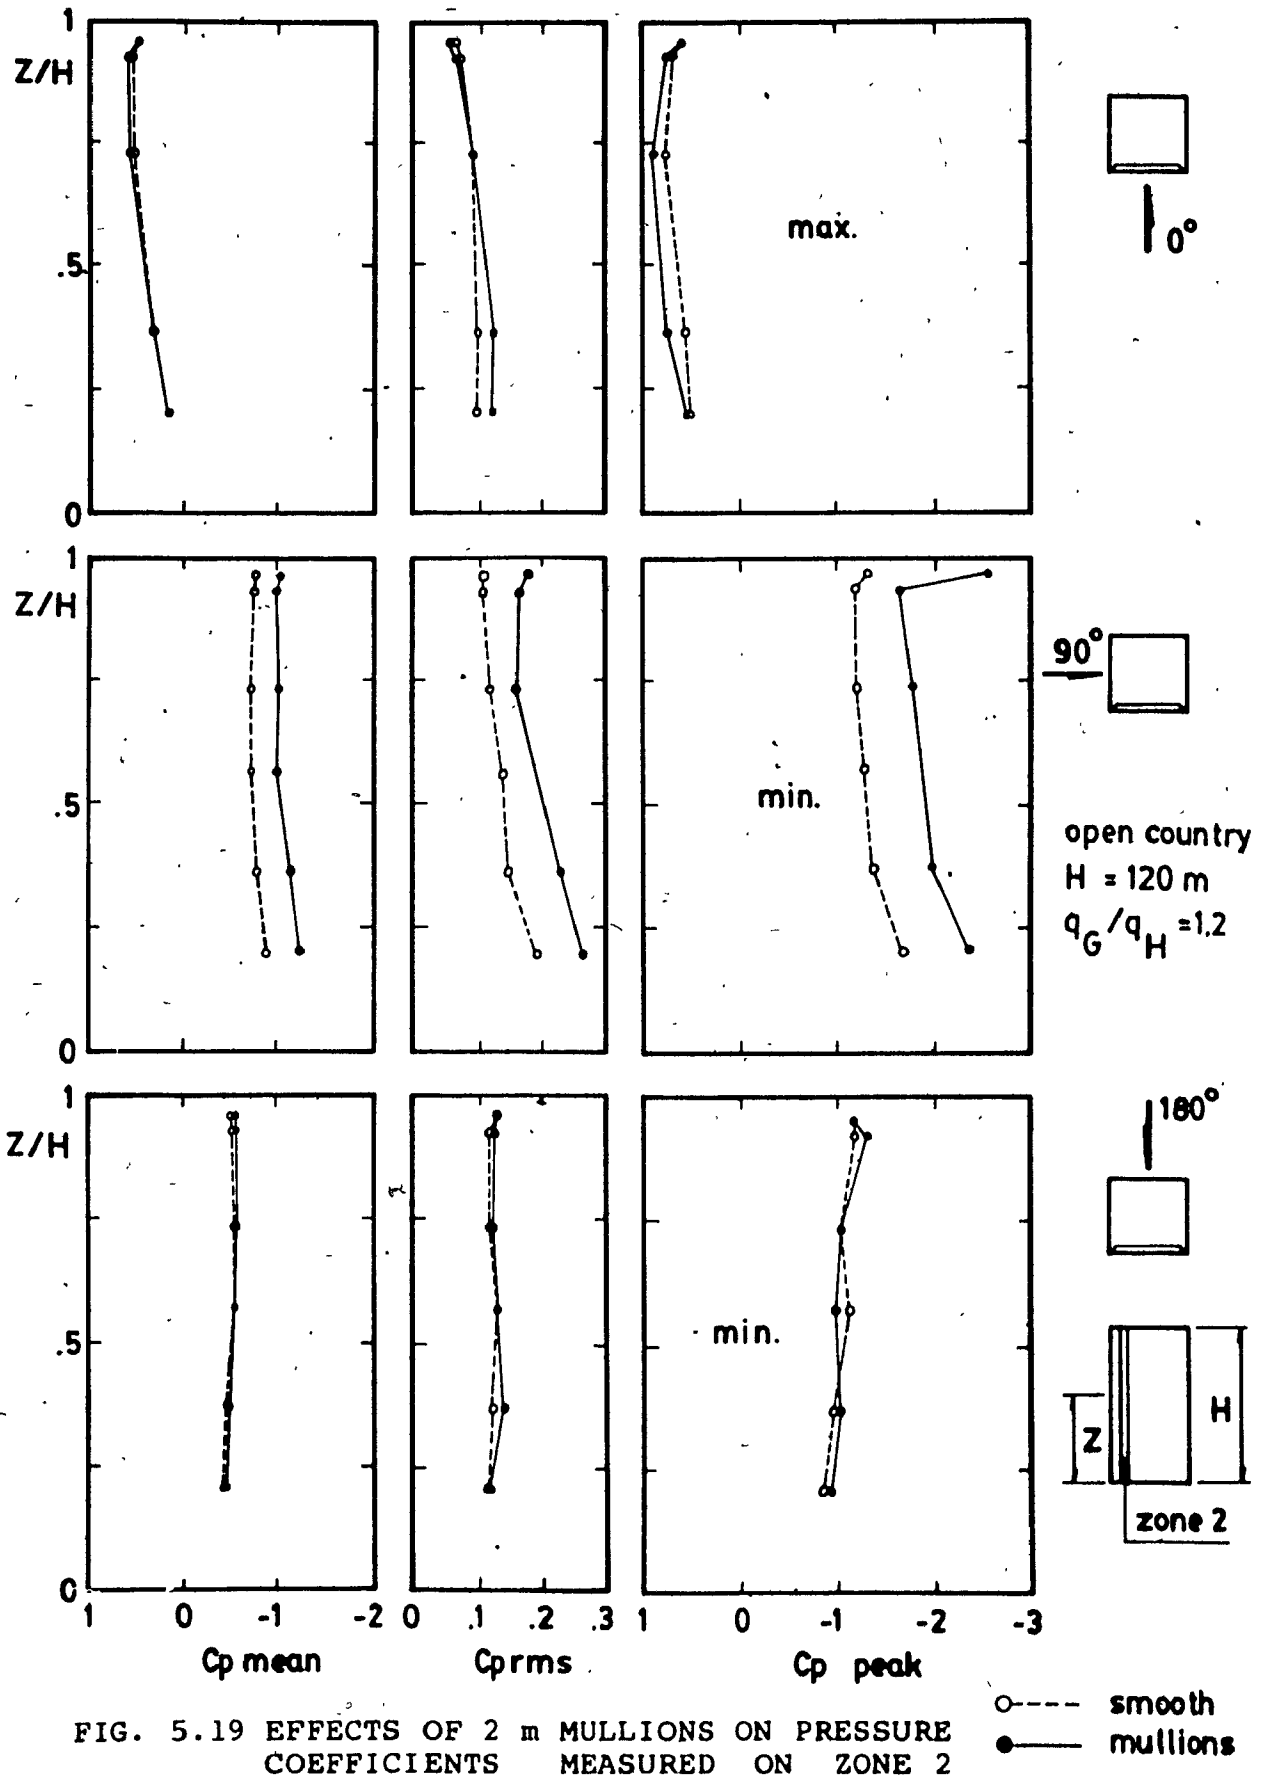 1
Z/H
.5
0
max.
0°
1
Z/H
.5
0
min.
90°
open country
H = 120 m
qG/qH =1,2
1
Z/H
.5
0
min.
180°
Z
H
zone 2
1 0 -1 -2
0 .1 .2 .3
1 0 -1 -2 -3
Cp mean
Cp rms
Cp peak
smooth
mullions
FIG. 5.19 EFFECTS OF 2 m MULLIONS ON PRESSURE
COEFFICIENTS MEASURED ON ZONE 2